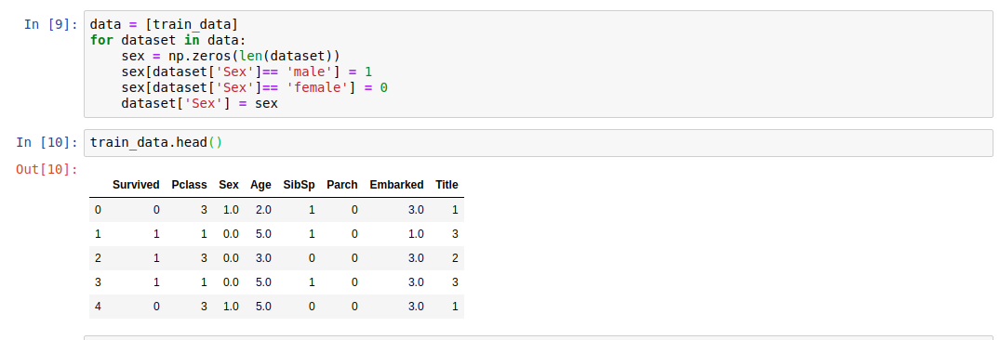 In [9]: data = [train_data]
for dataset in data:
    sex = np.zeros(len(dataset))
    sex[dataset['Sex']== 'male'] = 1
    sex[dataset['Sex']== 'female'] = 0
    dataset['Sex'] = sex
In [10]: train_data.head()
Out[10]:
Survived Pclass Sex Age SibSp Parch Embarked Title
0 0 3 1.0 2.0 1 0 3.0 1
1 1 1 0.0 5.0 1 0 1.0 3
2 1 3 0.0 3.0 0 0 3.0 2
3 1 1 0.0 5.0 1 0 3.0 3
4 0 3 1.0 5.0 0 0 3.0 1